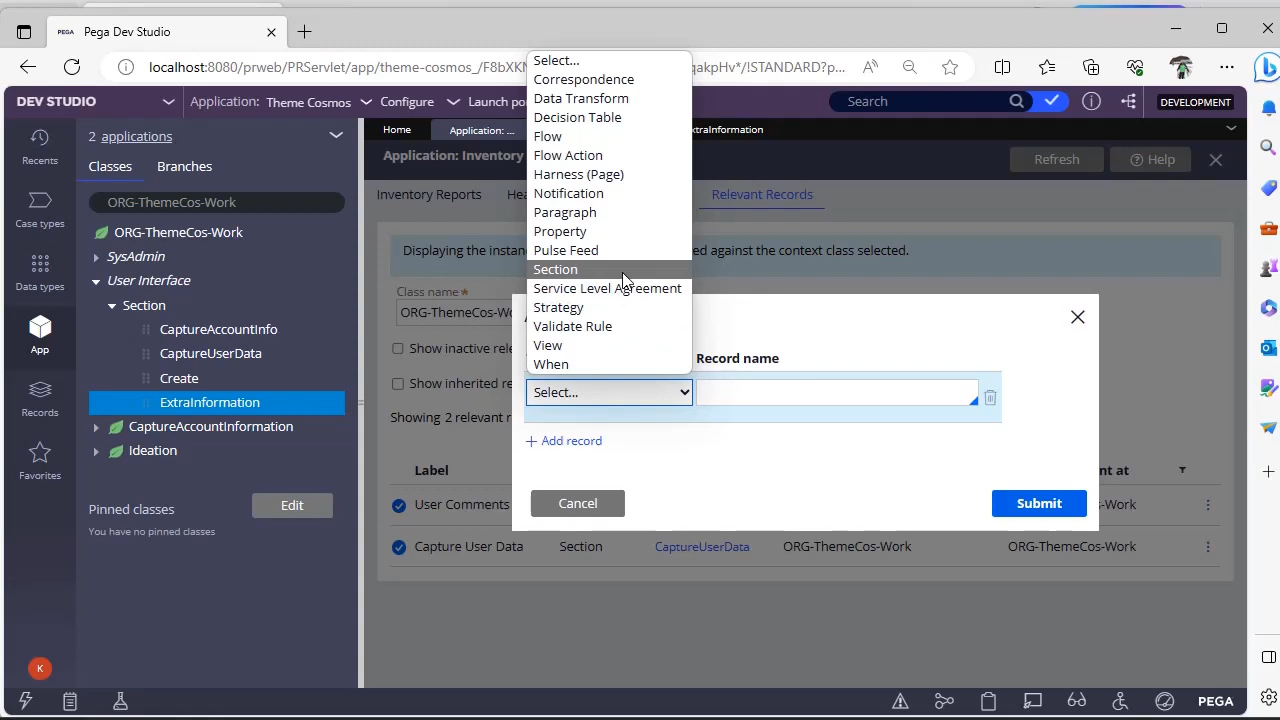 PEGA Pega Dev Studio
localhost:8080/prweb/PRServlet/app/theme-cosmos_/F8bXKM
qakpHv*/!STANDARD?p...
DEV STUDIO
Application: Theme Cosmos
Configure
Launch po
Search
DEVELOPMENT
2 applications
Classes
Branches
ORG-ThemeCos-Work
ORG-ThemeCos-Work
SysAdmin
User Interface
Section
CaptureAccountInfo
CaptureUserData
Create
ExtraInformation
CaptureAccountInformation
Ideation
Pinned classes
Edit
You have no pinned classes
Recents
Case types
Data types
App
Records
Favorites
K
Home
Application: ...
xtraInformation
Application: Inventory
Refresh
Help
Inventory Reports
Hea
Relevant Records
Displaying the instan
ed against the context class selected.
Class name *
ORG-ThemeCos-Wo
Show inactive rele
Show inherited re
Showing 2 relevant r
Select...
Correspondence
Data Transform
Decision Table
Flow
Flow Action
Harness (Page)
Notification
Paragraph
Property
Pulse Feed
Section
Service Level Agreement
Strategy
Validate Rule
View
When
Record name
Select...
Add record
Cancel
Submit
Label
nt at
User Comments
-Work
Capture User Data
Section
CaptureUserData
ORG-ThemeCos-Work
ORG-ThemeCos-Work
PEGA